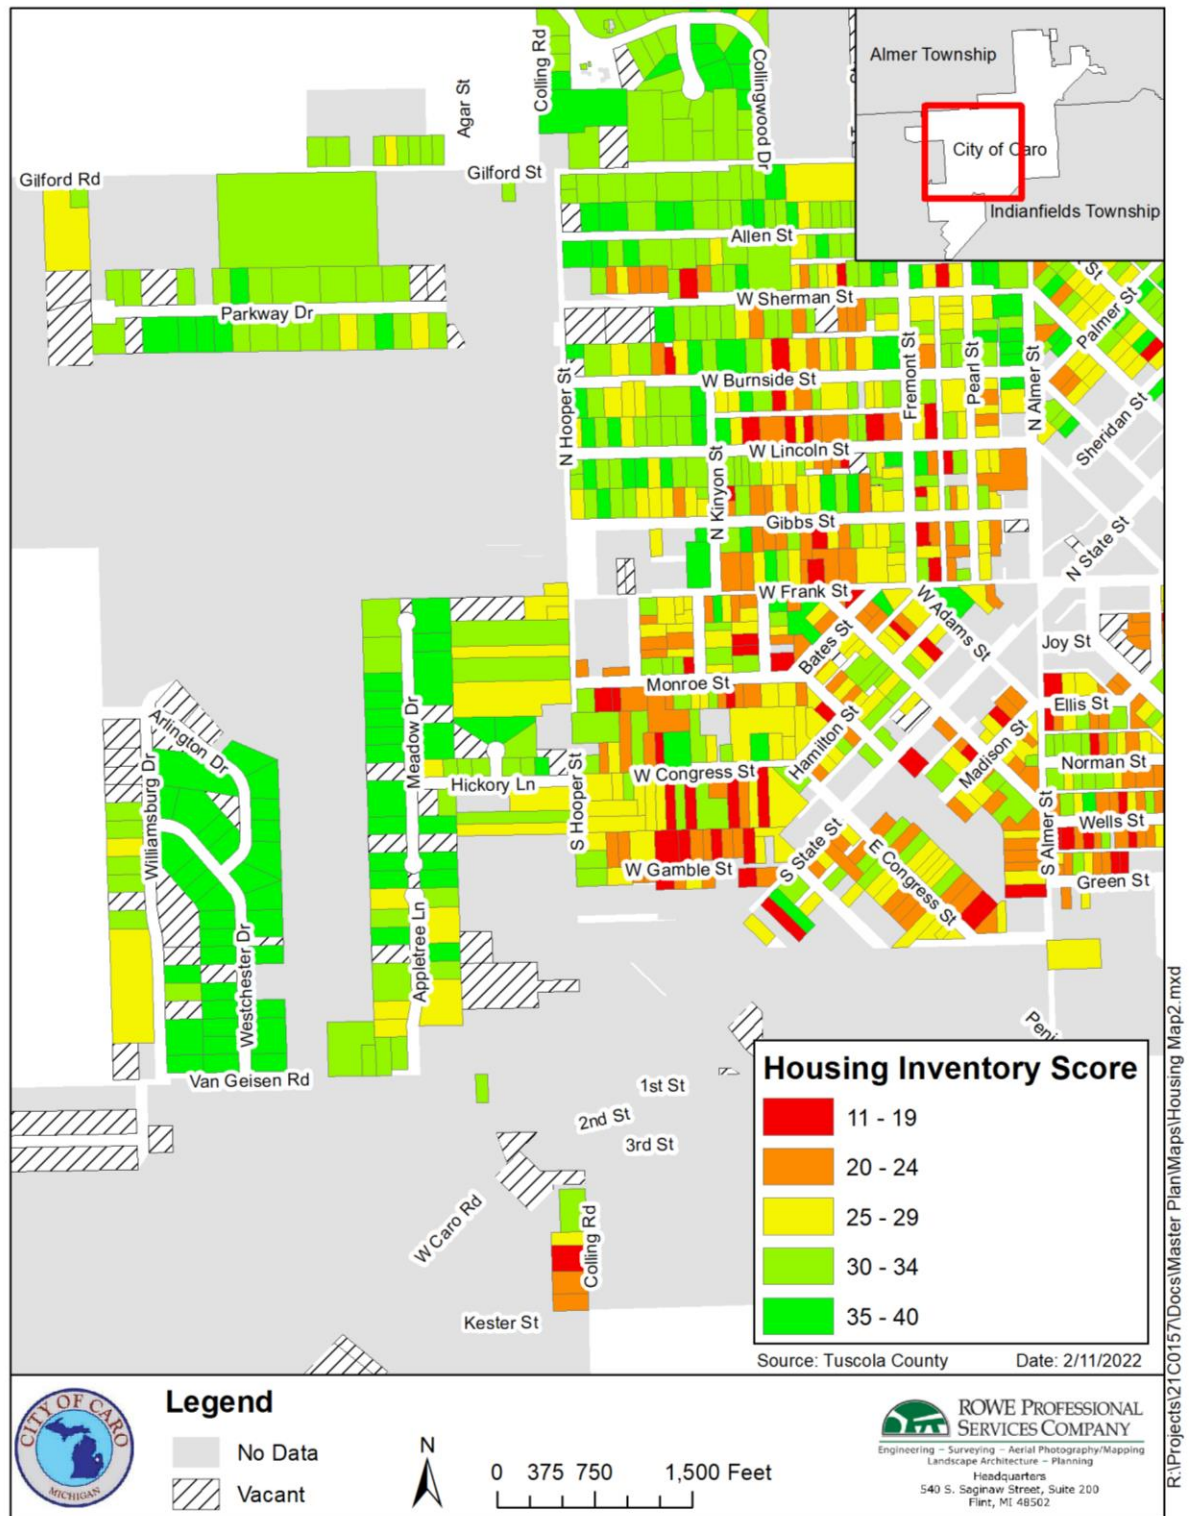 Almer Township
City of Caro
Indianfields Township
Colling Rd
Collingwood Dr
Agar St
Gilford Rd
Gilford St
Allen St
W Sherman St
Parkway Dr
Palmer St
W Burnside St
Fremont St
Pearl St
N Almer St
N Hooper St
Sheridan St
W Lincoln St
N Kinyon St
Gibbs St
N State St
W Frank St
W Adams St
Bates St
Joy St
Monroe St
Ellis St
Arlington Dr
Meadow Dr
Hamilton St
Madison St
Norman St
W Congress St
Hickory Ln
Williamsburg Dr
S Hooper St
Wells St
S State St
S Almer St
W Gamble St
E Congress St
Green St
Appletree Ln
Westchester Dr
Peni
Van Geisen Rd
1st St
2nd St
3rd St
W Caro Rd
Colling Rd
Kester St
Housing Inventory Score
11 - 19
20 - 24
25 - 29
30 - 34
35 - 40
Source: Tuscola County Date: 2/11/2022
R:\Projects\21C0157\Docs\Master Plan\Maps\Housing Map2.mxd
CITY OF CARO
MICHIGAN
Legend
No Data
Vacant
N
0 375 750 1,500 Feet
ROWE PROFESSIONAL
SERVICES COMPANY
Engineering – Surveying – Aerial Photography/Mapping
Landscape Architecture – Planning
Headquarters
540 S. Saginaw Street, Suite 200
Flint, MI 48502